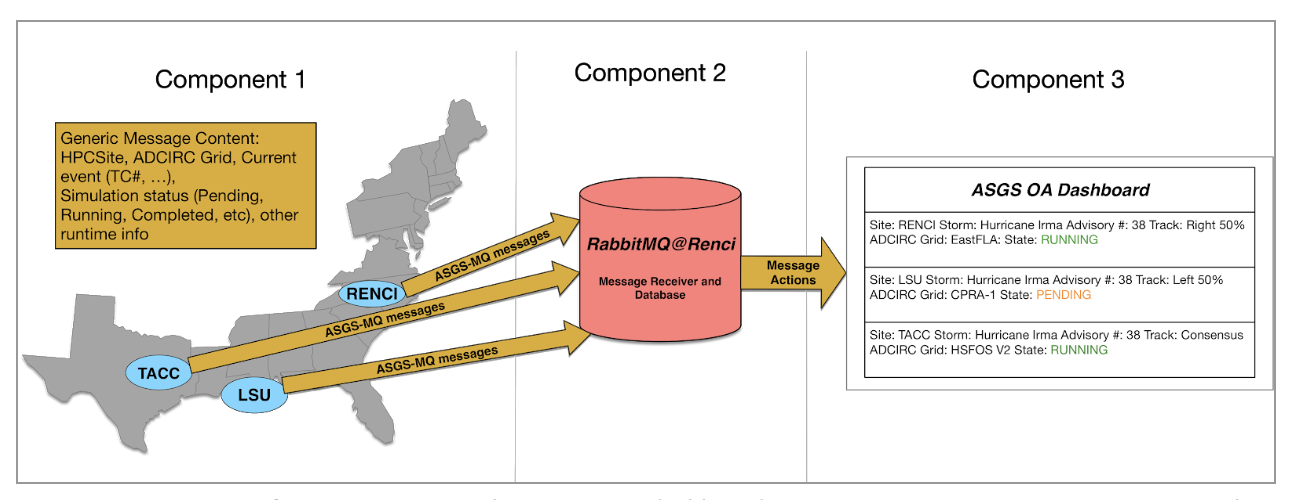 Component 1
Component 2
Component 3
Generic Message Content:
HPCSite, ADCIRC Grid, Current
event (TC#, …),
Simulation status (Pending,
Running, Completed, etc), other
runtime info
RENCI
TACC
LSU
ASGS-MQ messages
ASGS-MQ messages
ASGS-MQ messages
RabbitMQ@Renci
Message Receiver and
Database
Message
Actions
ASGS OA Dashboard
Site: RENCI Storm: Hurricane Irma Advisory #: 38 Track: Right 50%
ADCIRC Grid: EastFLA: State: RUNNING
Site: LSU Storm: Hurricane Irma Advisory #: 38 Track: Left 50%
ADCIRC Grid: CPRA-1 State: PENDING
Site: TACC Storm: Hurricane Irma Advisory #: 38 Track: Consensus
ADCIRC Grid: HSFOS V2 State: RUNNING